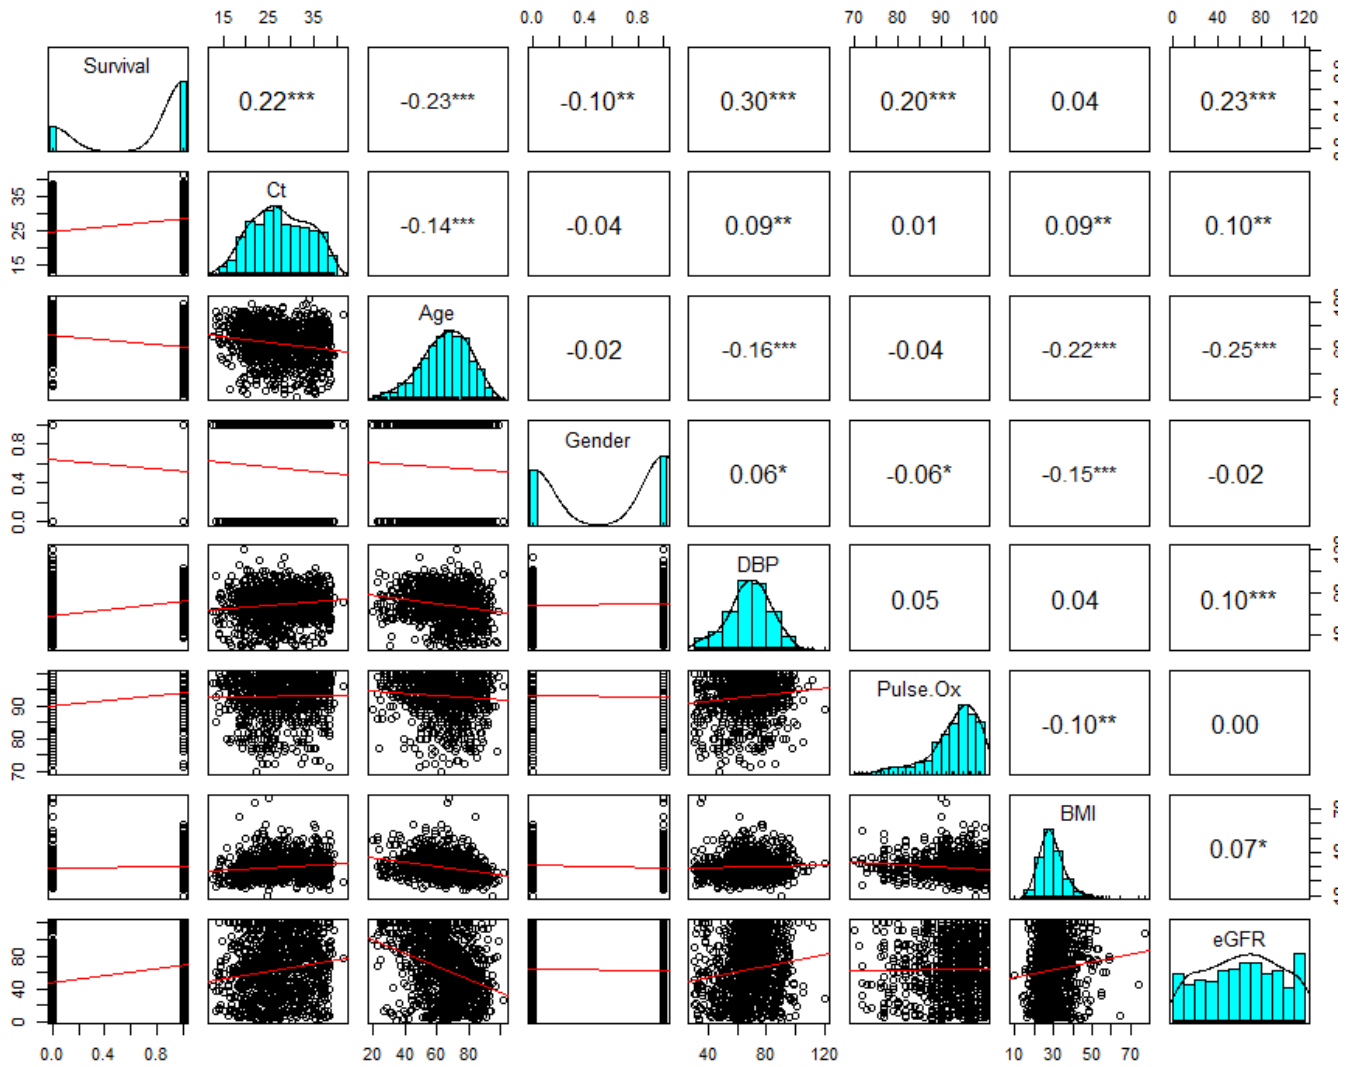 15 25 35 0.0 0.4 0.8 70 80 90 100 0 40 80 120
Survival 0.22*** -0.23*** -0.10** 0.30*** 0.20*** 0.04 0.23***
35 25 15 Ct -0.14*** -0.04 0.09** 0.01 0.09** 0.10**
Age -0.02 -0.16*** -0.04 -0.22*** -0.25***
0.8 0.4 0.0 Gender 0.06* -0.06* -0.15*** -0.02
DBP 0.05 0.04 0.10***
90 80 70 Pulse.Ox -0.10** 0.00
BMI 0.07*
80 40 0 eGFR
0.0 0.4 0.8 20 40 60 80 40 80 120 10 30 50 70